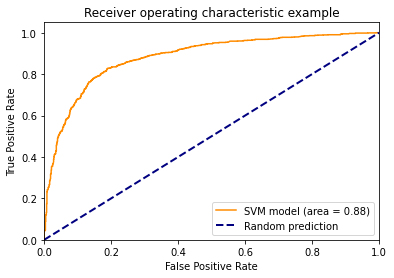 Receiver operating characteristic example
True Positive Rate
1.0
0.8
0.6
0.4
0.2
0.0
SVM model (area = 0.88)
Random prediction
0.0 0.2 0.4 0.6 0.8 1.0
False Positive Rate